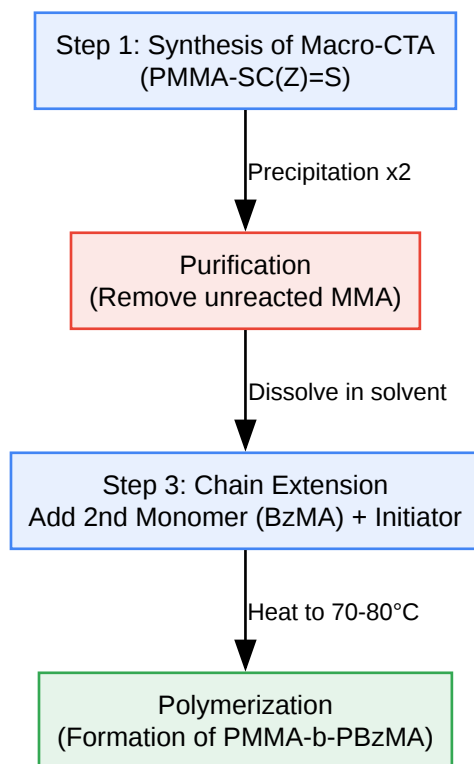 Step 1: Synthesis of Macro-CTA
(PMMA-SC(Z)=S)
Precipitation x2
Purification
(Remove unreacted MMA)
Dissolve in solvent
Step 3: Chain Extension
Add 2nd Monomer (BzMA) + Initiator
Heat to 70-80°C
Polymerization
(Formation of PMMA-b-PBzMA)